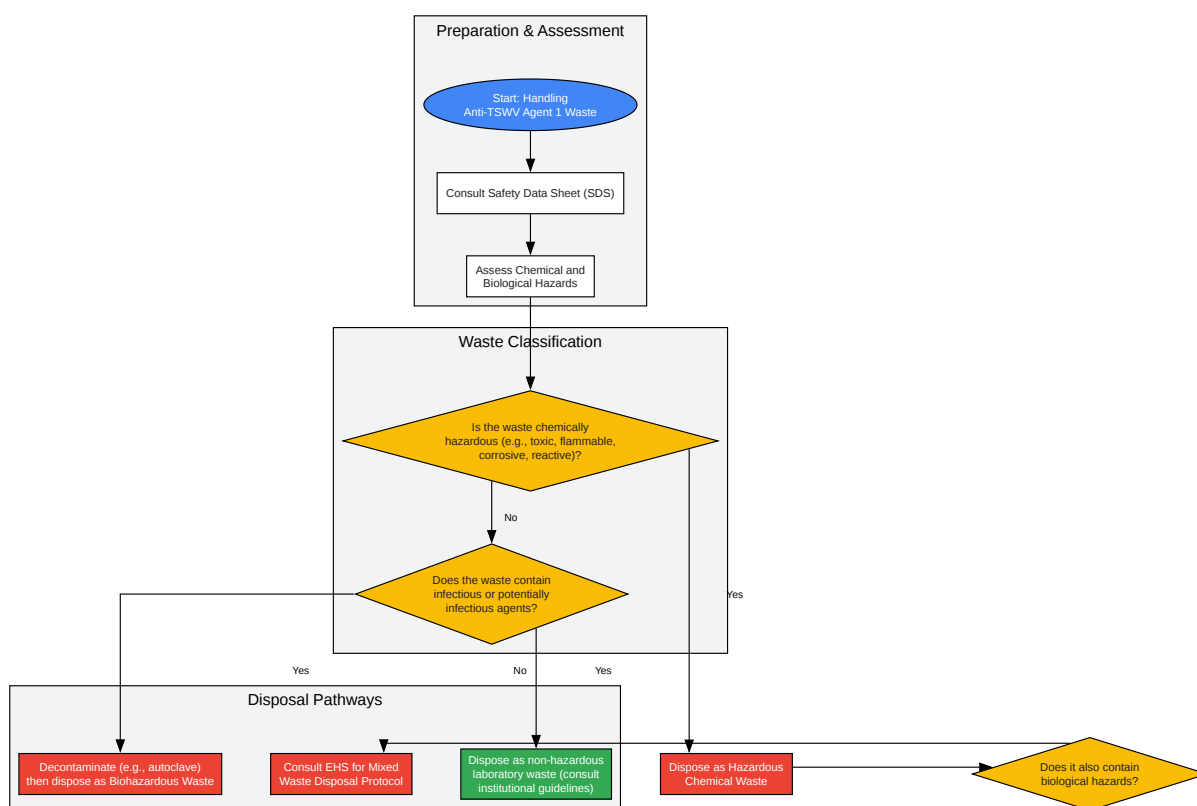 Preparation & Assessment
Start: Handling
Anti-TSWV Agent 1 Waste
Consult Safety Data Sheet (SDS)
Assess Chemical and
Biological Hazards
Waste Classification
Is the waste chemically
hazardous (e.g., toxic, flammable,
corrosive, reactive)?
No
Does the waste contain
infectious or potentially
infectious agents?
Yes
Yes
No
Yes
Disposal Pathways
Decontaminate (e.g., autoclave)
then dispose as Biohazardous Waste
Consult EHS for Mixed
Waste Disposal Protocol
Dispose as non-hazardous
laboratory waste (consult
institutional guidelines)
Dispose as Hazardous
Chemical Waste
Does it also contain
biological hazards?